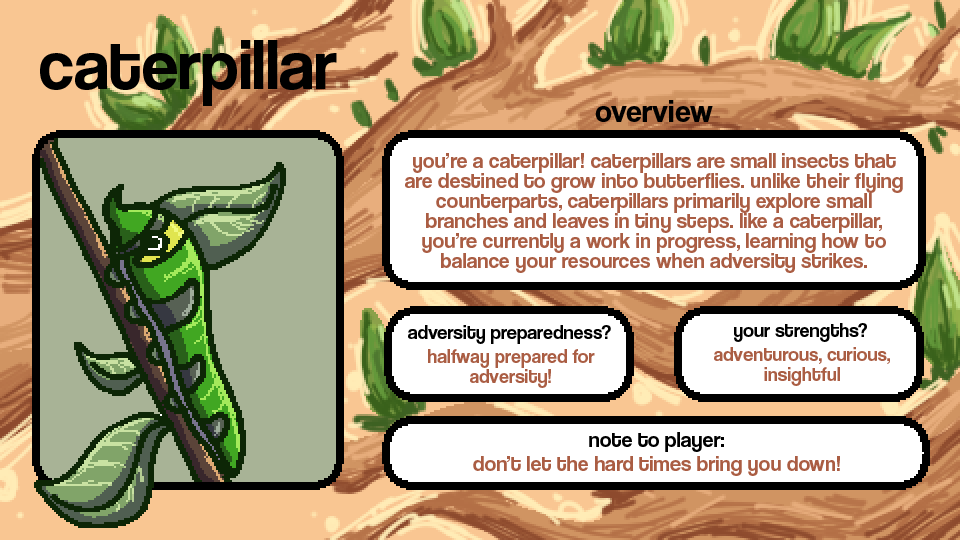 caterpillar
overview
you're a caterpillar! caterpillars are small insects that
are destined to grow into butterflies. unlike their flying
counterparts, caterpillars primarily explore small
branches and leaves in tiny steps. like a caterpillar,
you're currently a work in progress, learning how to
balance your resources when adversity strikes.
adversity preparedness?
halfway prepared for
adversity!
your strengths?
adventurous, curious,
insightful
note to player:
don't let the hard times bring you down!